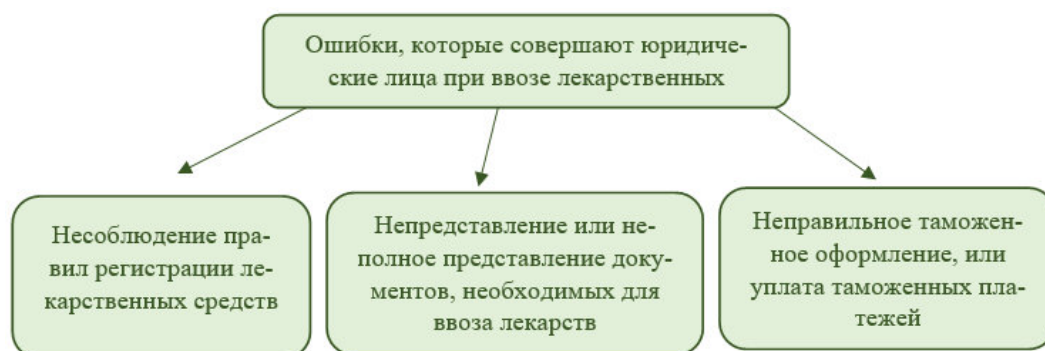 Ошибки, которые совершают юридиче-
ские лица при ввозе лекарственных
Несоблюдение пра-
вил регистрации ле-
карственных средств
Непредставление или не-
полное представление доку-
ментов, необходимых для
ввоза лекарств
Неправильное таможен-
ное оформление, или
уплата таможенных пла-
тежей